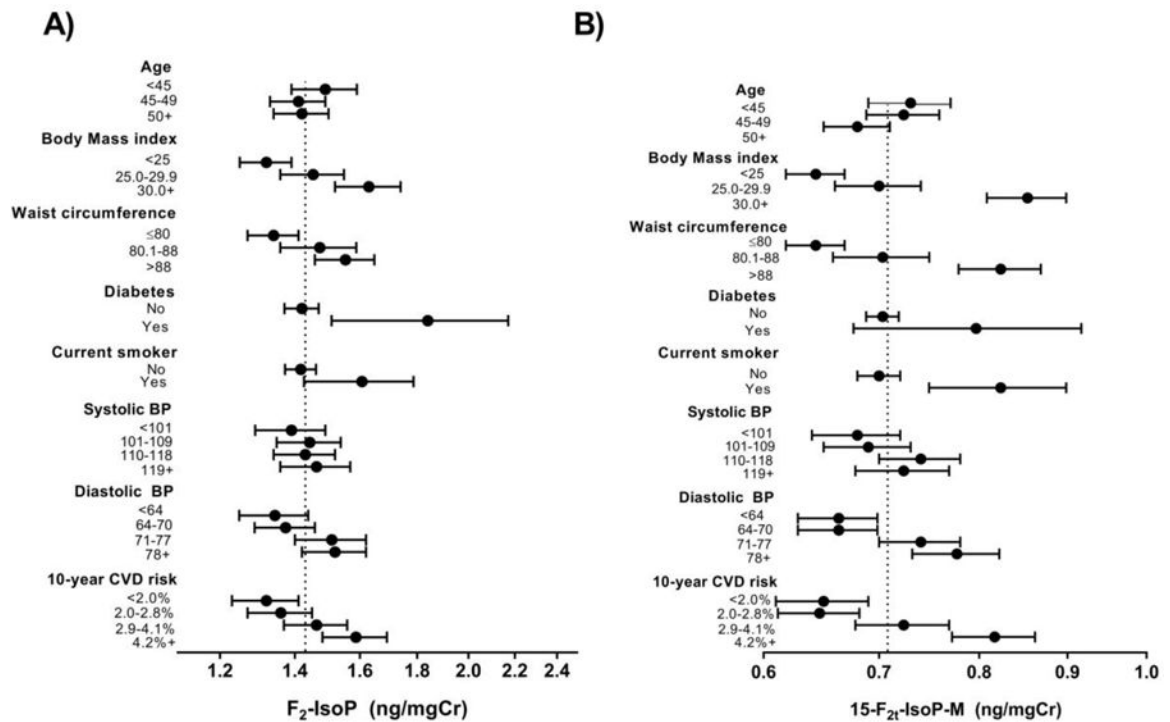 A)
Age
<45
45-49
50+
Body Mass index
<25
25.0-29.9
30.0+
Waist circumference
≤80
80.1-88
>88
Diabetes
No
Yes
Current smoker
No
Yes
Systolic BP
<101
101-109
110-118
119+
Diastolic BP
<64
64-70
71-77
78+
10-year CVD risk
<2.0%
2.0-2.8%
2.9-4.1%
4.2%+
1.2 1.4 1.6 1.8 2.0 2.2 2.4
F₂-IsoP (ng/mgCr)
B)
Age
<45
45-49
50+
Body Mass index
<25
25.0-29.9
30.0+
Waist circumference
≤80
80.1-88
>88
Diabetes
No
Yes
Current smoker
No
Yes
Systolic BP
<101
101-109
110-118
119+
Diastolic BP
<64
64-70
71-77
78+
10-year CVD risk
<2.0%
2.0-2.8%
2.9-4.1%
4.2%+
0.6 0.7 0.8 0.9 1.0
15-F₂ₜ-IsoP-M (ng/mgCr)